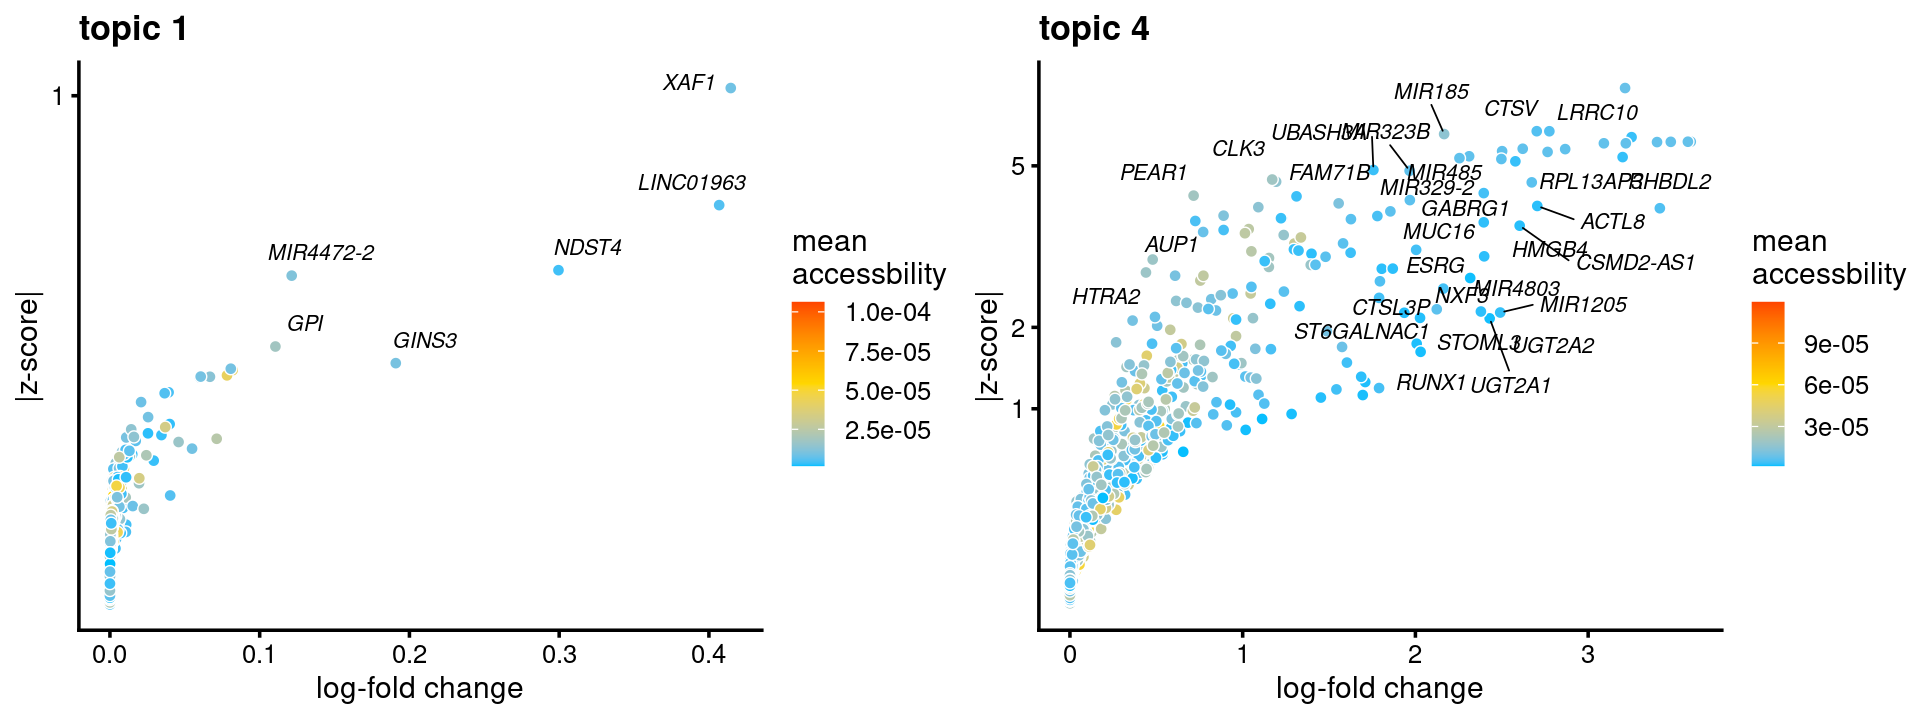 topic 1
1
XAF1
LINC01963
NDST4
MIR4472-2
GPI
GINS3
|z-score|
0.0 0.1 0.2 0.3 0.4
log-fold change
mean
accessbility
1.0e-04
7.5e-05
5.0e-05
2.5e-05
topic 4
5
2
1
MIR185
CTSV
LRRC10
UBASH3A
MIR323B
CLK3
PEAR1
FAM71B
MIR485
MIR329-2
RPL13AP3
RHBDL2
GABRG1
ACTL8
MUC16
AUP1
HMGB4
CSMD2-AS1
ESRG
HTRA2
NXF5
MIR4803
CTSL3P
MIR1205
ST6GALNAC1
STOML3
UGT2A2
RUNX1
UGT2A1
|z-score|
0 1 2 3
log-fold change
mean
accessbility
9e-05
6e-05
3e-05